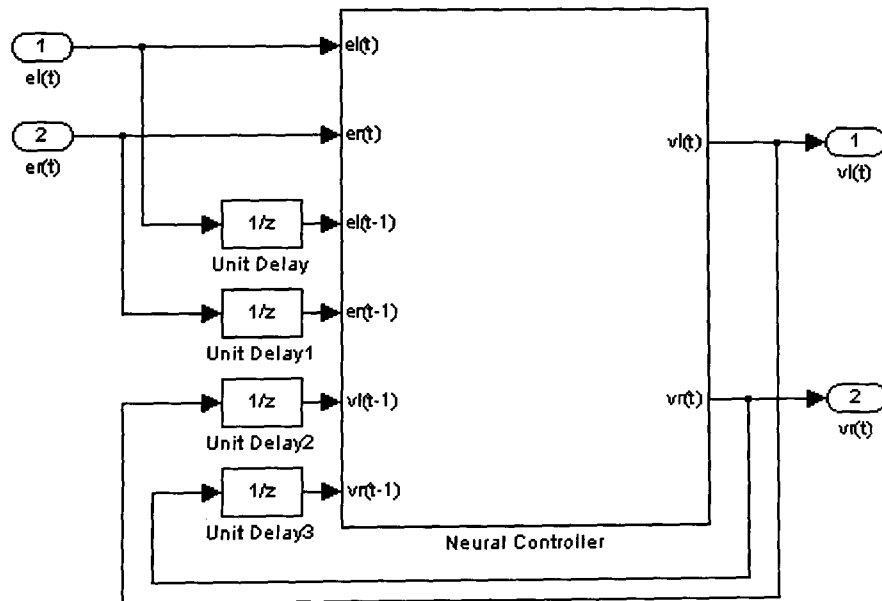 1
el(t)
2
er(t)
el(t)
er(t)
el(t-1)
er(t-1)
vl(t-1)
vr(t-1)
1/z
Unit Delay
1/z
Unit Delay1
1/z
Unit Delay2
1/z
Unit Delay3
vl(t)
vr(t)
Neural Controller
1
vl(t)
2
vr(t)